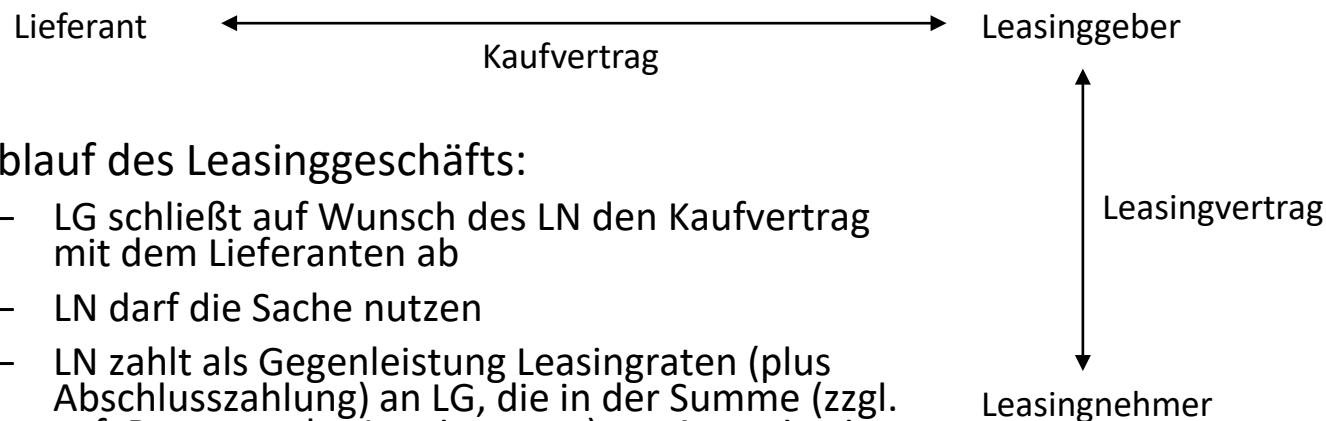 Lieferant Leasinggeber
Kaufvertrag
blauf des Leasinggeschäfts:
– LG schließt auf Wunsch des LN den Kaufvertrag
mit dem Lieferanten ab
Leasingvertrag
– LN darf die Sache nutzen
– LN zahlt als Gegenleistung Leasingraten (plus
Abschlusszahlung) an LG, die in der Summe (zzgl.
Leasingnehmer